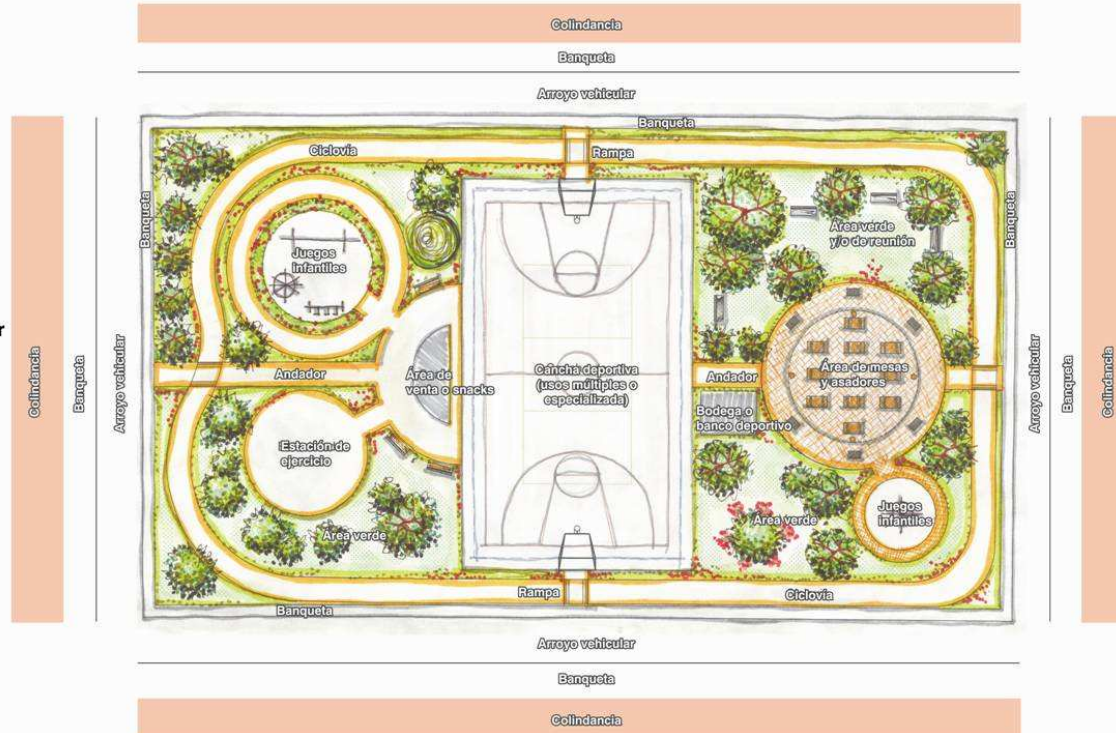 Colindancia
Banqueta
Arroyo vehicular
Banqueta
Ciclovía
Rampa
Banqueta
Banqueta
Juegos
infantiles
Área verde
y/o de reunión
r
Colindancia
Banqueta
Arroyo vehicular
Andador
Área de
venta o snacks
Cancha deportiva
(usos múltiples o
especializada)
Andador
Área de mesas
y asadores
Arroyo vehicular
Banqueta
Colindancia
Bodega o
banco deportivo
Estación de
ejercicio
Área verde
Área verde
Juegos
infantiles
Rampa
Ciclovía
Banqueta
Arroyo vehicular
Banqueta
Colindancia